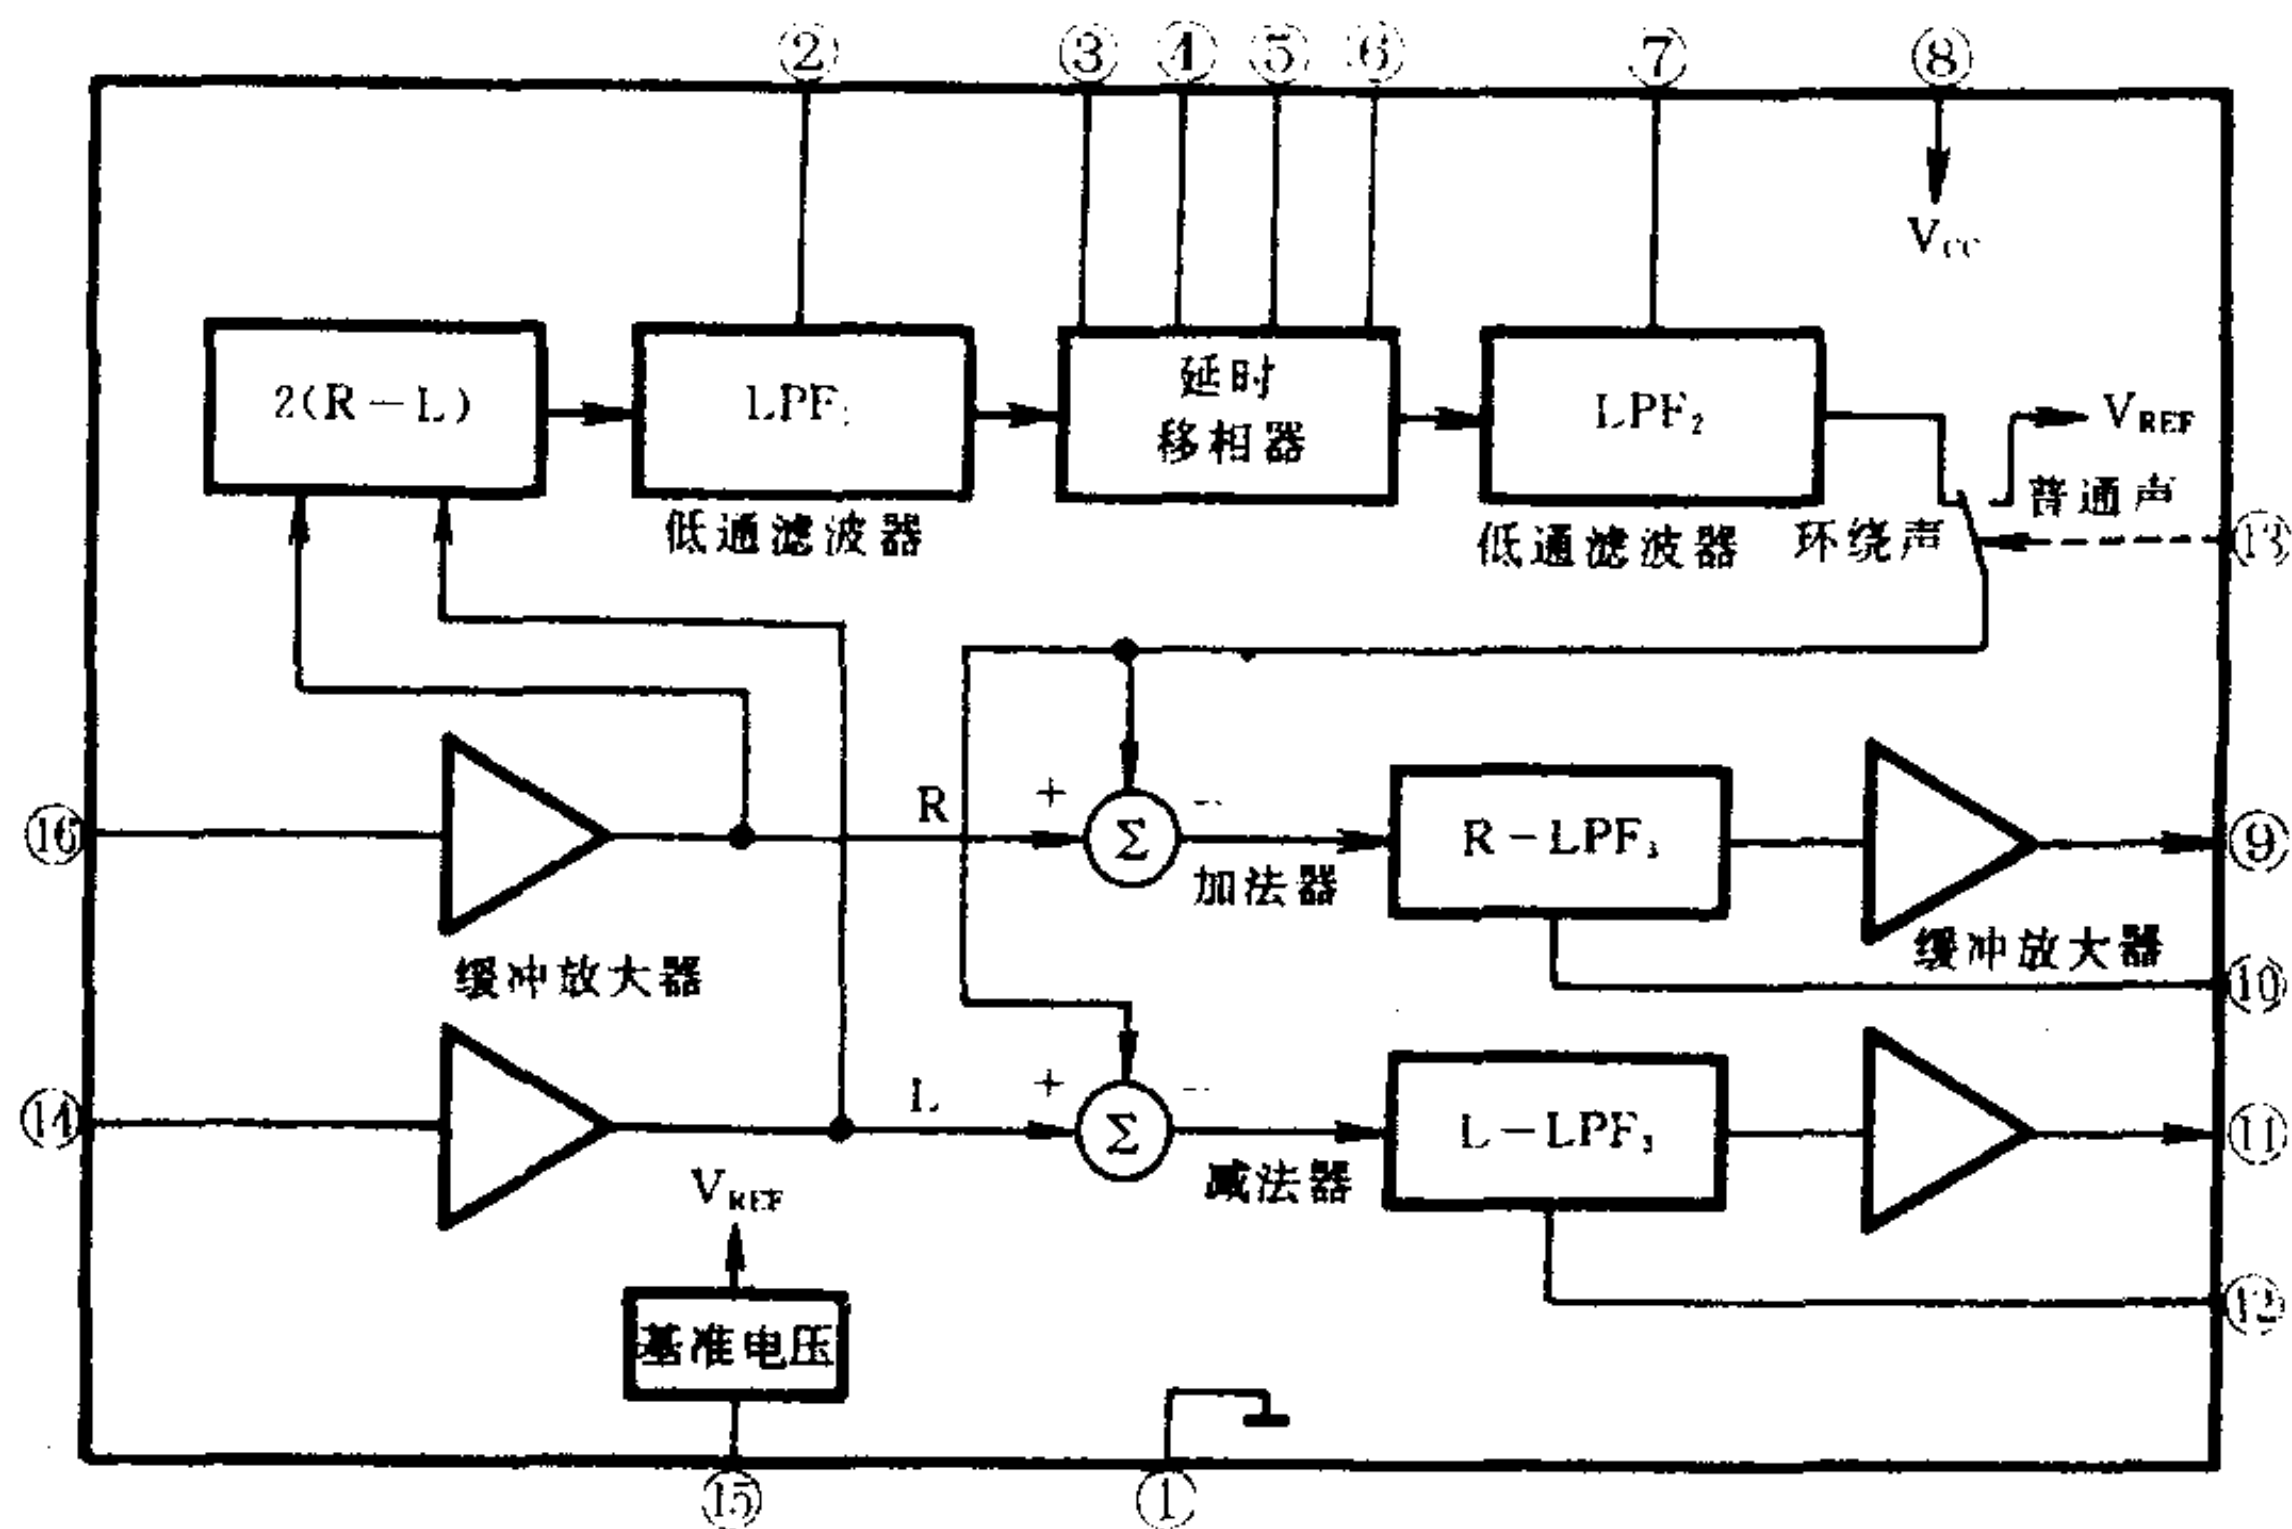 ② ③ ④ ⑤ ⑥ ⑦ ⑧
V_CC
2(R-L)
LPF₁
延时
移相器
LPF₂
V_REF
普通声
低通滤波器
低通滤波器
环绕声
⑬
R
+
-
⑯
Σ
R-LPF₃
⑨
加法器
缓冲放大器
缓冲放大器
⑩
L
+
-
⑭
Σ
L-LPF₃
⑪
减法器
V_REF
⑫
基准电压
⑮
①